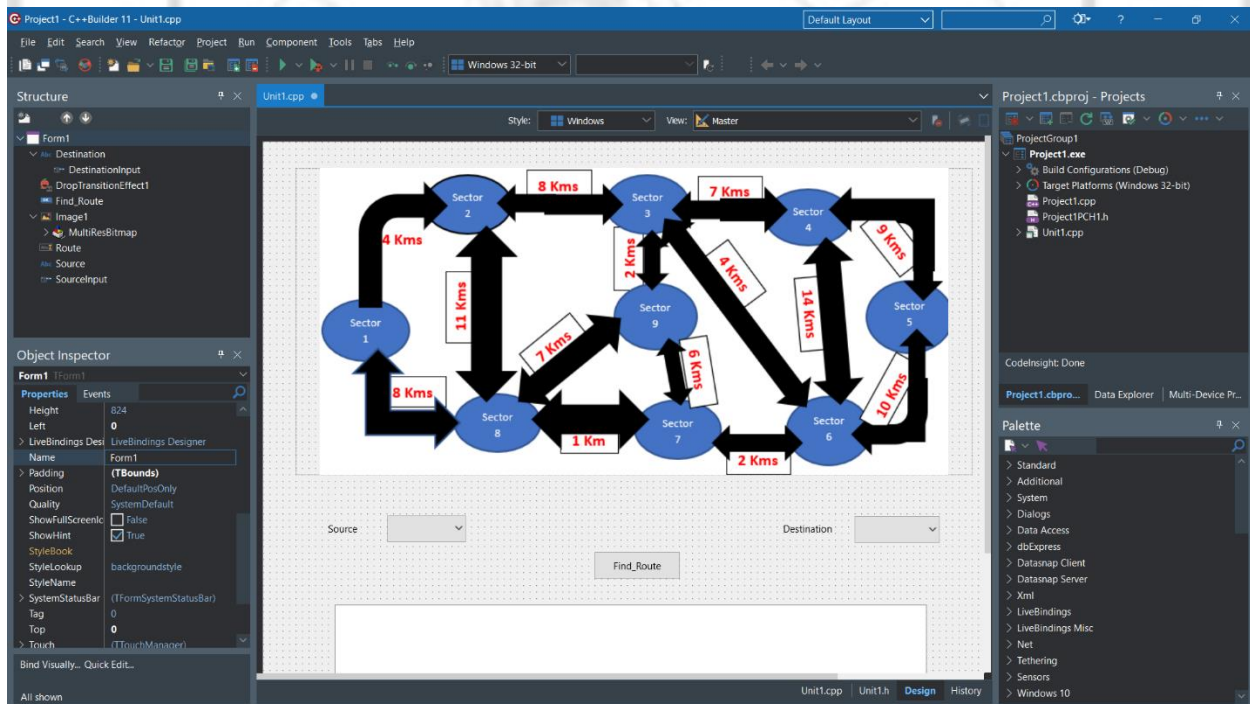 Project1 - C++Builder 11 - Unit1.cpp
Default Layout
?
File Edit Search View Refactor Project Run Component Tools Tabs Help
Windows 32-bit
Structure
Form1
Destination
DestinationInput
DropTransitionEffect1
Find_Route
Image1
MultiResBitmap
Route
Source
SourceInput
Object Inspector
Form1 TForm1
Properties Events
Height 824
Left 0
LiveBindings Desi LiveBindings Designer
Name Form1
Padding (TBounds)
Position DefaultPosOnly
Quality SystemDefault
ShowFullScreenIc False
ShowHint True
StyleBook
StyleLookup backgroundstyle
StyleName
SystemStatusBar (TFormSystemStatusBar)
Tag 0
Top 0
Touch (TTouchManager)
Bind Visually... Quick Edit...
All shown
Unit1.cpp
Style: Windows View: Master
Sector
2
8 Kms
Sector
3
7 Kms
Sector
4
4 Kms
9 Kms
2 Kms
4 Kms
11 Kms
14 Kms
Sector
1
Sector
9
Sector
5
7 Kms
6 Kms
8 Kms
10 Kms
Sector
8
1 Km
Sector
7
2 Kms
Sector
6
Source
Destination
Find_Route
Unit1.cpp Unit1.h Design History
Project1.cbproj - Projects
ProjectGroup1
Project1.exe
Build Configurations (Debug)
Target Platforms (Windows 32-bit)
Project1.cpp
Project1PCH1.h
Unit1.cpp
CodeInsight: Done
Project1.cbpro... Data Explorer Multi-Device Pr...
Palette
Standard
Additional
System
Dialogs
Data Access
dbExpress
Datasnap Client
Datasnap Server
Xml
LiveBindings
LiveBindings Misc
Net
Tethering
Sensors
Windows 10